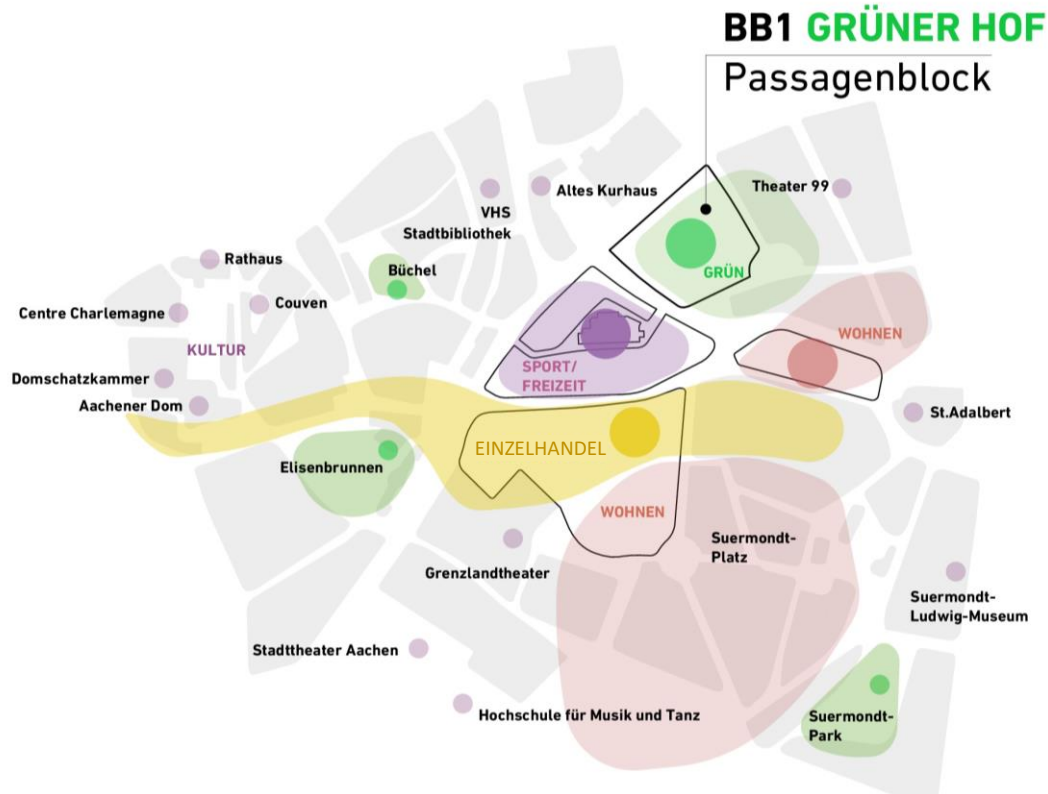 BB1 GRÜNER HOF
Passagenblock
Theater 99
Altes Kurhaus
VHS
Stadtbibliothek
Rathaus
Büchel
GRÜN
Couven
Centre Charlemagne
KULTUR
WOHNEN
SPORT/
FREIZEIT
Domschatzkammer
Aachener Dom
St.Adalbert
EINZELHANDEL
Elisenbrunnen
WOHNEN
Suermondt-
Platz
Grenzlandtheater
Suermondt-
Ludwig-Museum
Stadttheater Aachen
Hochschule für Musik und Tanz
Suermondt-
Park